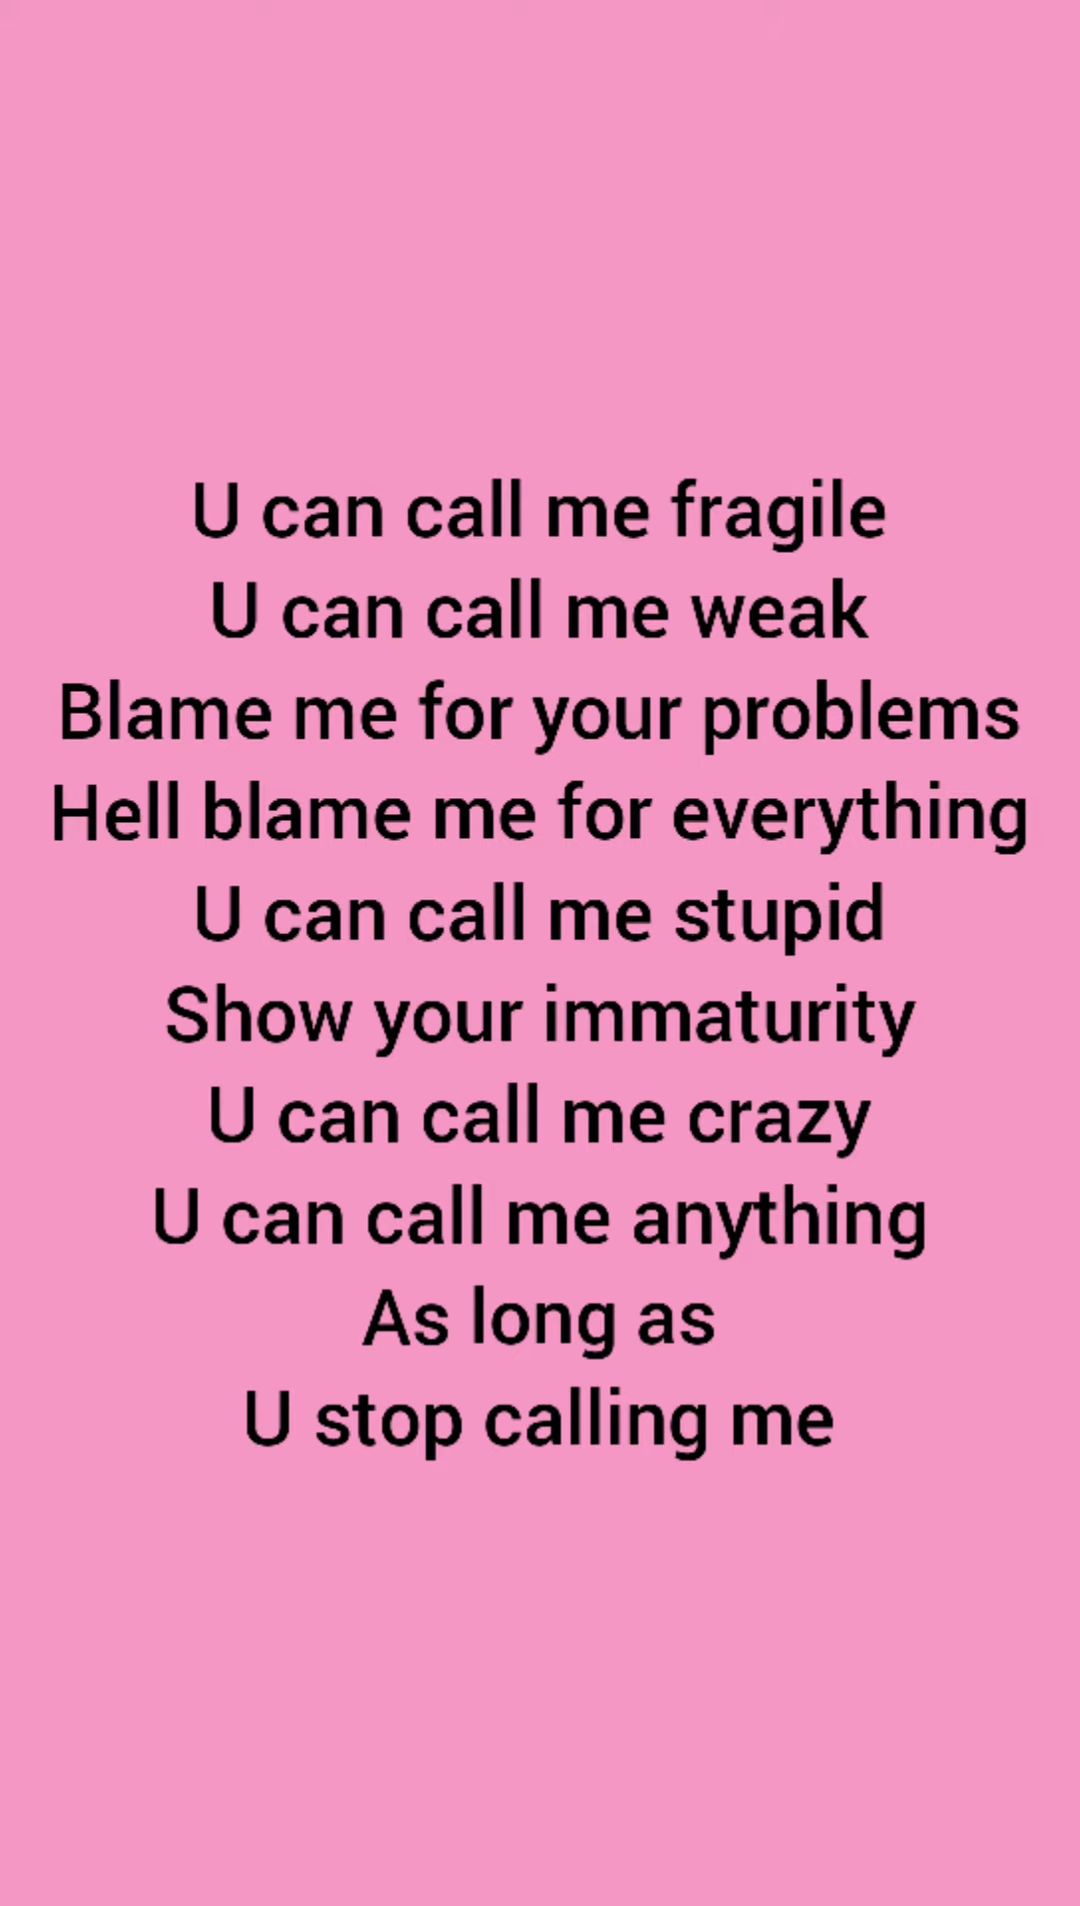 U can call me fragile
U can call me weak
Blame me for your problems
Hell blame me for everything
U can call me stupid
Show your immaturity
U can call me crazy
U can call me anything
As long as
U stop calling me